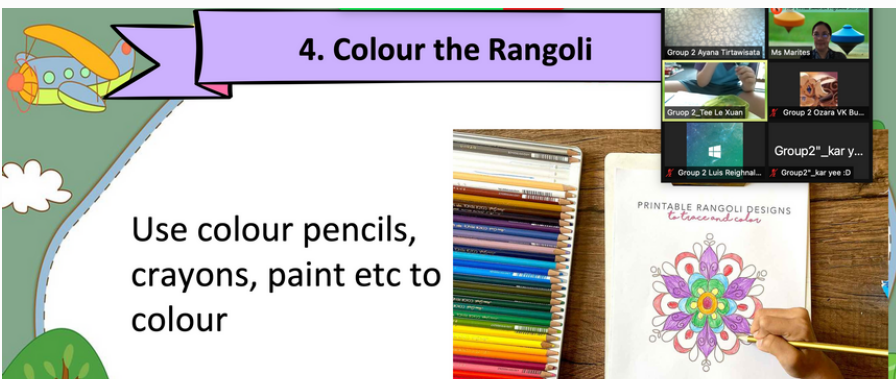 4. Colour the Rangoli
Use colour pencils,
crayons, paint etc to
colour
PRINTABLE RANGOLI DESIGNS
to trace and color
Group 2 Ayana Tirtawisata
Ms Marites
Gruop 2_Tee Le Xuan
Group 2 Ozara VK Bu...
Group2"_kar y...
Group 2 Luis Reighnal...
Group2"_kar yee :D